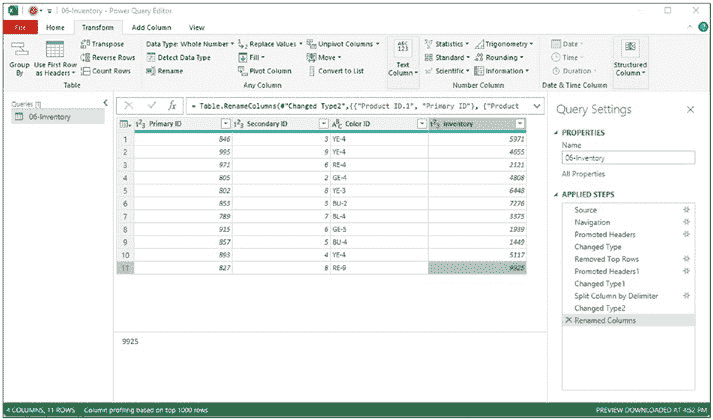 06-Inventory - Power Query Editor
File Home Transform Add Column View
Group By
Use First Row as Headers
Transpose
Reverse Rows
Count Rows
Table
Data Type: Whole Number
Detect Data Type
Rename
Replace Values
Fill
Pivot Column
Unpivot Columns
Move
Convert to List
Any Column
ABC
123
Text Column
Statistics
Standard
Scientific
Trigonometry
Rounding
Information
Number Column
Date
Time
Duration
Date & Time Column
Structured Column
Queries [1]
06-Inventory
= Table.RenameColumns(#"Changed Type2",{{"Product ID.1", "Primary ID"}, {"Product
Primary ID Secondary ID Color ID Inventory
1 846 3 YE-4 5971
2 995 9 YE-4 4655
3 971 6 RE-4 2121
4 805 2 GE-4 4808
5 802 8 YE-3 6448
6 853 3 BU-2 7276
7 789 7 BL-4 3375
8 915 6 GE-5 1939
9 857 5 BU-4 1449
10 893 4 YE-4 5117
11 827 8 RE-9 9925
9925
Query Settings
PROPERTIES
Name
06-Inventory
All Properties
APPLIED STEPS
Source
Navigation
Promoted Headers
Changed Type
Removed Top Rows
Promoted Headers1
Changed Type1
Split Column by Delimiter
Changed Type2
Renamed Columns
4 COLUMNS, 11 ROWS Column profiling based on top 1000 rows PREVIEW DOWNLOADED AT 4:52 PM